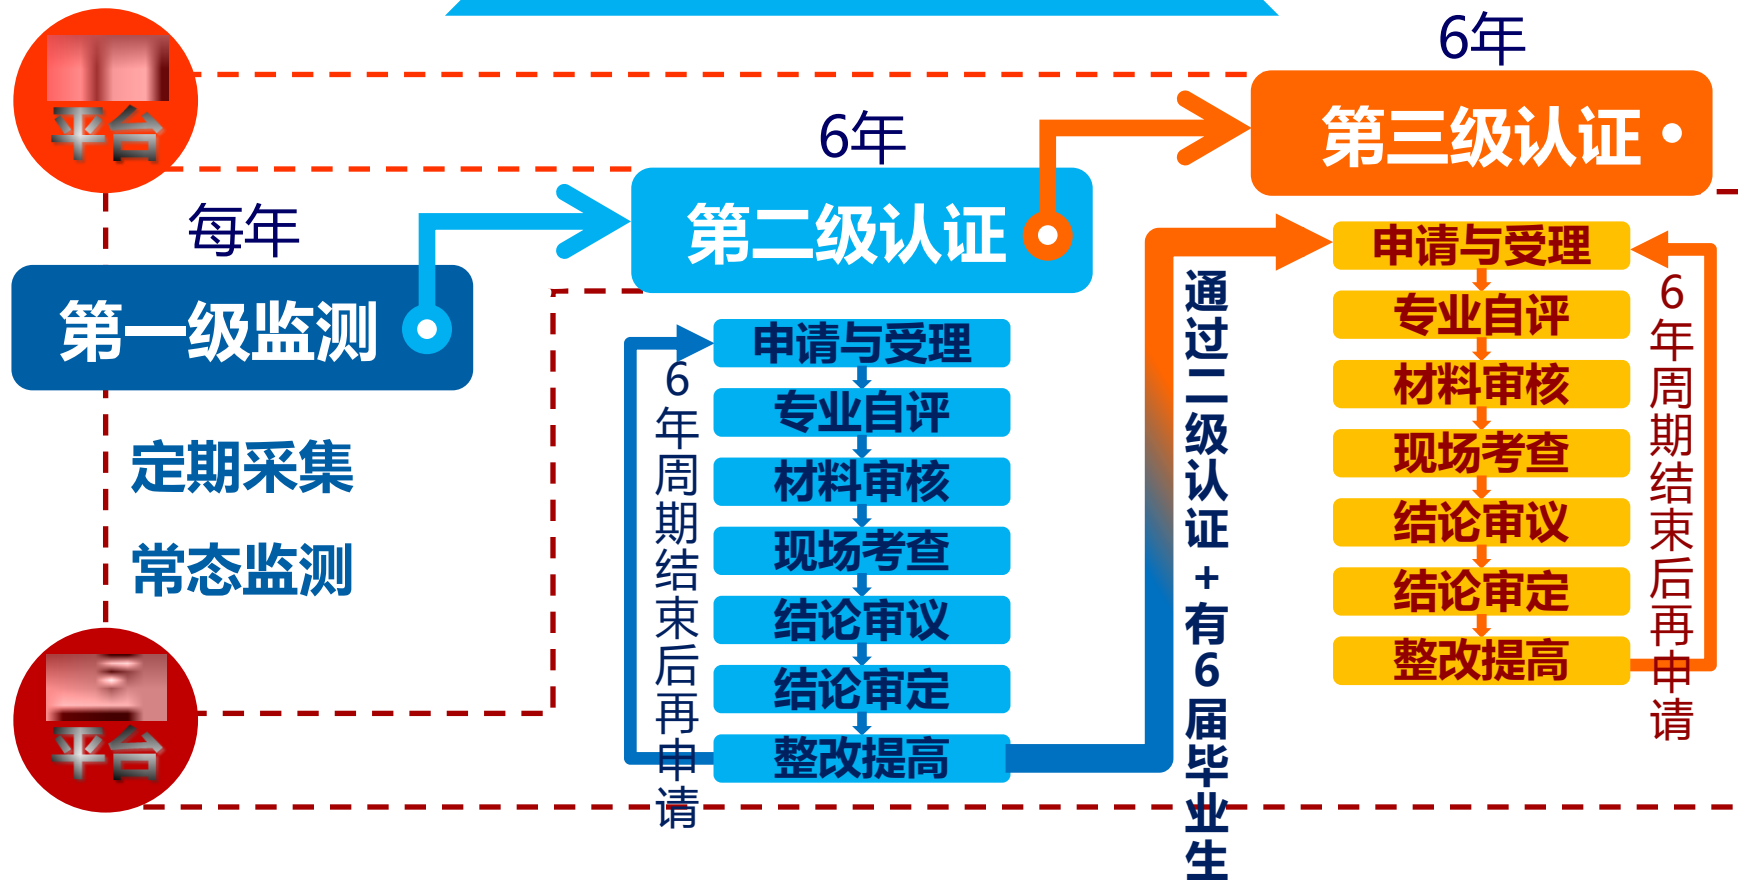 平台
每年
第一级监测
定期采集
常态监测
平台
6年
第二级认证
申请与受理
专业自评
材料审核
现场考查
结论审议
结论审定
整改提高
6年周期结束后再申请
通过二级认证+有6届毕业生
6年
第三级认证
申请与受理
专业自评
材料审核
现场考查
结论审议
结论审定
整改提高
6年周期结束后再申请